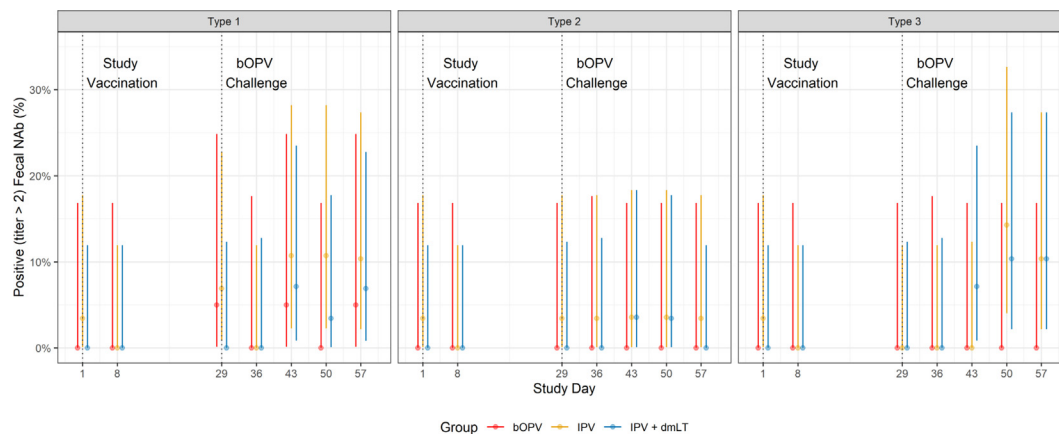 Type 1
Type 2
Type 3
Positive (titer > 2) Fecal NAb (%)
30%
20%
10%
0%
Study
Vaccination
bOPV
Challenge
Study
Vaccination
bOPV
Challenge
Study
Vaccination
bOPV
Challenge
1 8 29 36 43 50 57
1 8 29 36 43 50 57
1 8 29 36 43 50 57
Study Day
Group bOPV IPV IPV + dmLT